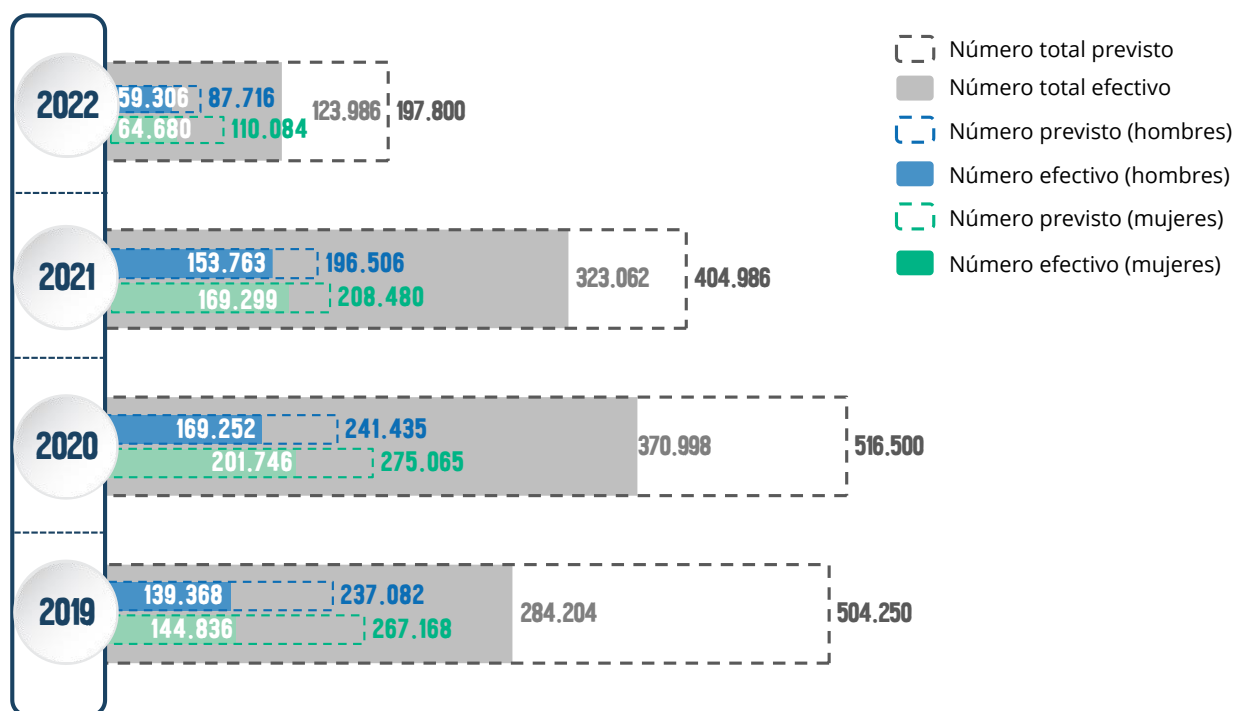 Número total previsto
Número total efectivo
Número previsto (hombres)
Número efectivo (hombres)
Número previsto (mujeres)
Número efectivo (mujeres)
2022
59.306 87.716
64.680 110.084
123.986 197.800
2021
153.763 196.506
169.299 208.480
323.062 404.986
2020
169.252 241.435
201.746 275.065
370.998 516.500
2019
139.368 237.082
144.836 267.168
284.204 504.250